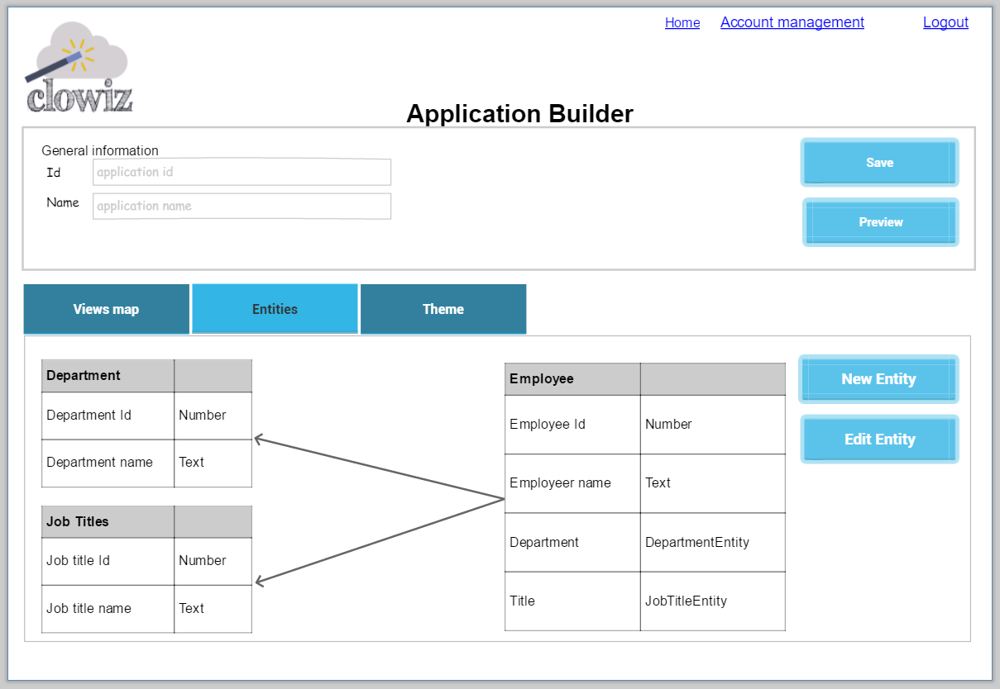 Home Account management Logout
clowiz
Application Builder
General information
Id application id
Name application name
Save
Preview
Views map Entities Theme
Department
Department Id Number
Department name Text
Job Titles
Job title Id Number
Job title name Text
Employee
Employee Id Number
Employeer name Text
Department DepartmentEntity
Title JobTitleEntity
New Entity
Edit Entity